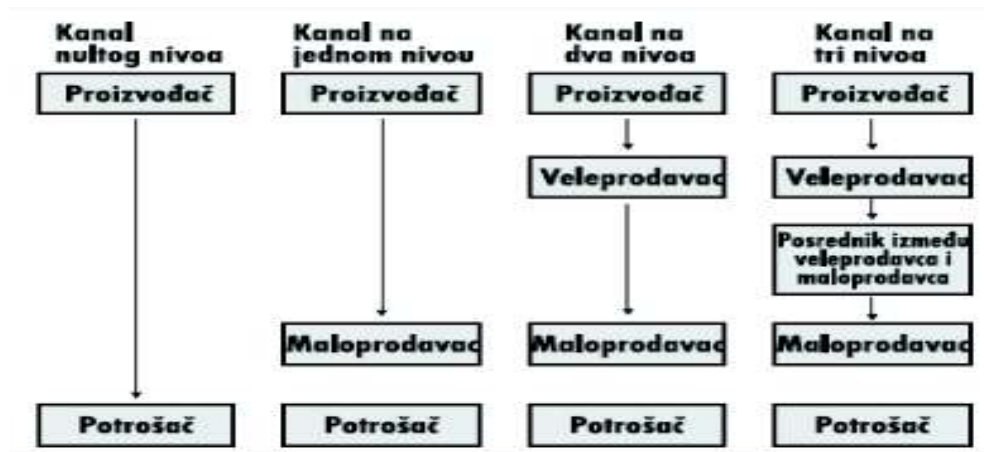 Kanal
nultog nivoa
Proizvođač
Potrošač
Kanal na
jednom nivou
Proizvođač
Maloprodavac
Potrošač
Kanal na
dva nivoa
Proizvođač
Veleprodavac
Maloprodavac
Potrošač
Kanal na
tri nivoa
Proizvođač
Veleprodavac
Posrednik između
veleprodavca i
maloprodavca
Maloprodavac
Potrošač